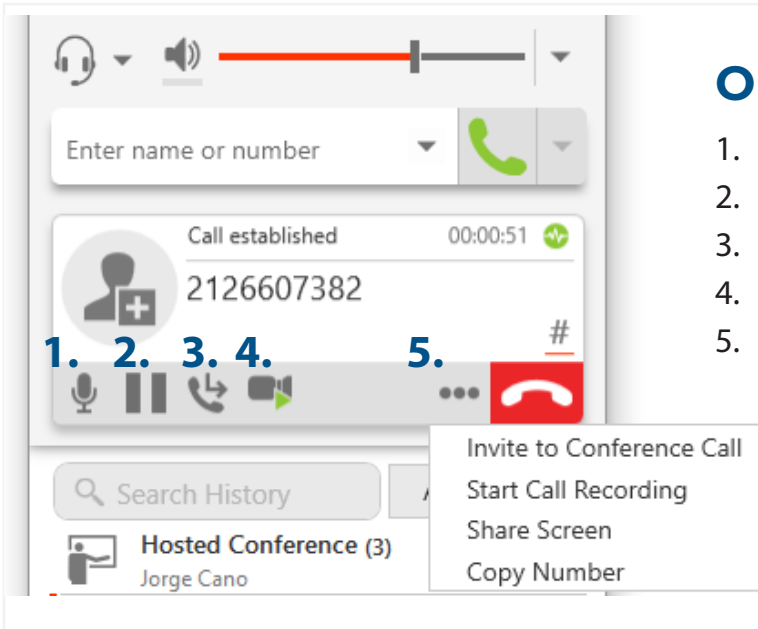 O
Enter name or number
1.
2.
3.
4.
5.
Call established 00:00:51
2126607382
#
1. 2. 3. 4. 5.
Invite to Conference Call
Start Call Recording
Share Screen
Copy Number
Search History A
Hosted Conference (3)
Jorge Cano